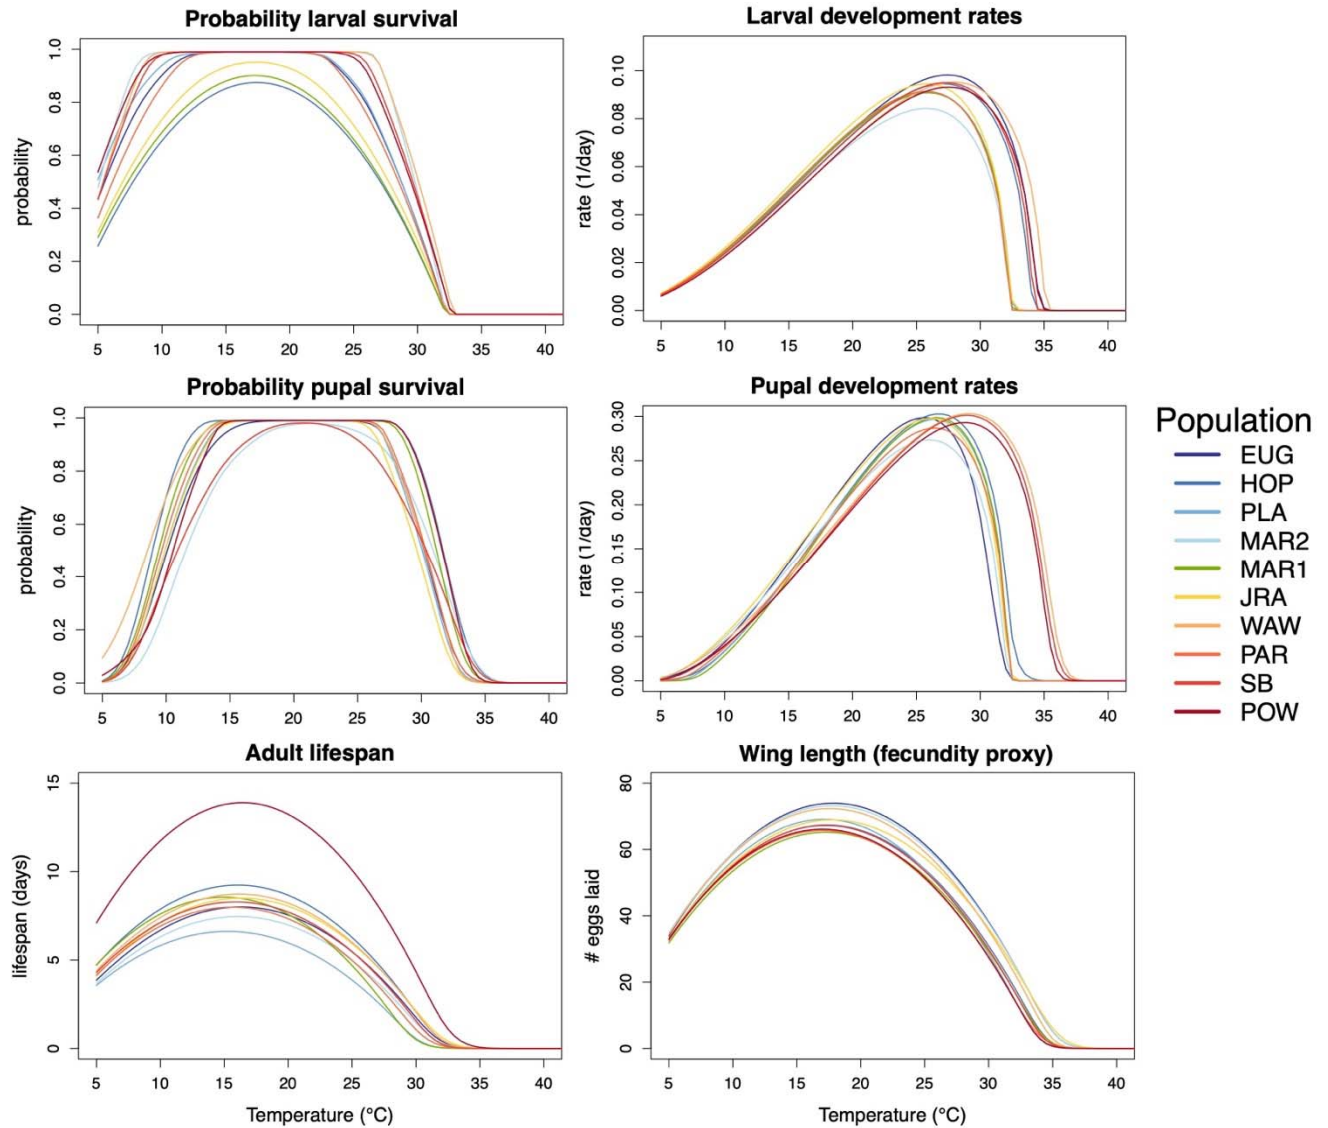 Probability larval survival
probability
0.0 0.2 0.4 0.6 0.8 1.0
5 10 15 20 25 30 35 40
Larval development rates
rate (1/day)
0.00 0.02 0.04 0.06 0.08 0.10
5 10 15 20 25 30 35 40
Probability pupal survival
probability
0.0 0.2 0.4 0.6 0.8 1.0
5 10 15 20 25 30 35 40
Pupal development rates
rate (1/day)
0.00 0.05 0.10 0.15 0.20 0.25 0.30
5 10 15 20 25 30 35 40
Population
EUG
HOP
PLA
MAR2
MAR1
JRA
WAW
PAR
SB
POW
Adult lifespan
lifespan (days)
0 5 10 15
5 10 15 20 25 30 35 40
Temperature (°C)
Wing length (fecundity proxy)
# eggs laid
0 20 40 60 80
5 10 15 20 25 30 35 40
Temperature (°C)